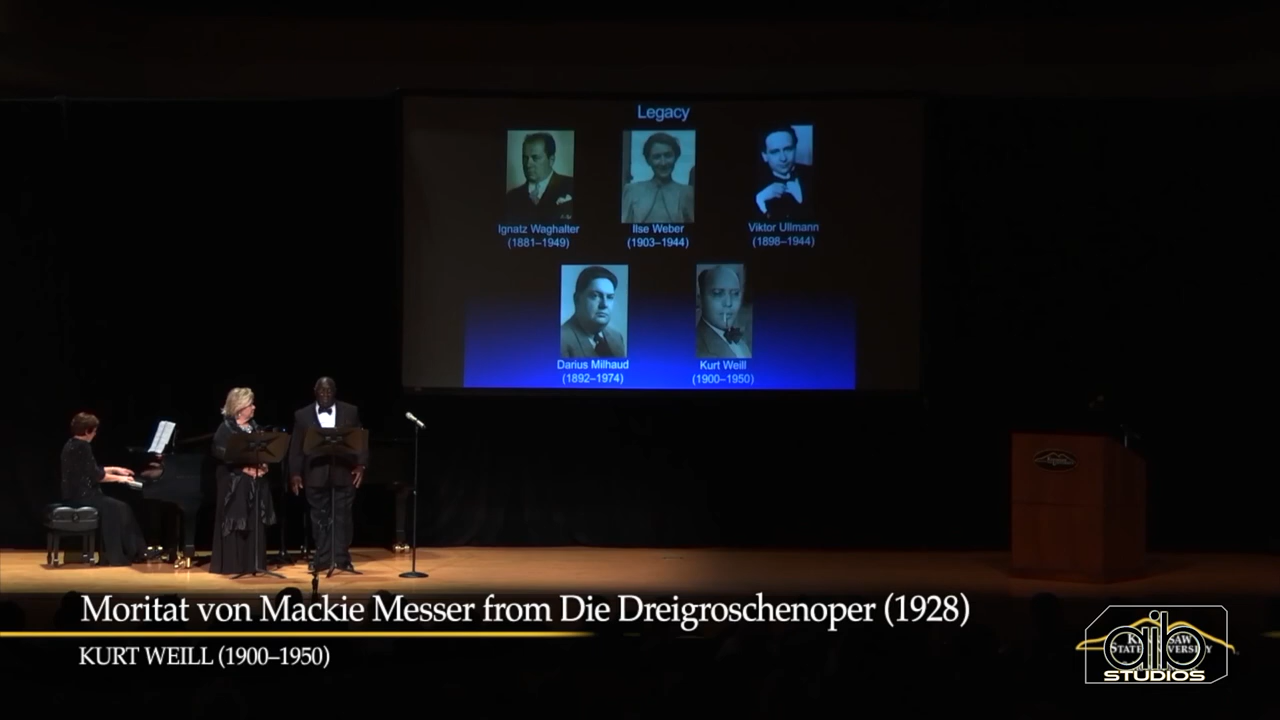 Legacy
Ignatz Waghalter
(1881–1949)
Ilse Weber
(1903–1944)
Viktor Ullmann
(1898–1944)
Darius Milhaud
(1892–1974)
Kurt Weill
(1900–1950)
Moritat von Mackie Messer from Die Dreigroschenoper (1928)
KURT WEILL (1900–1950)
aib
STUDIOS